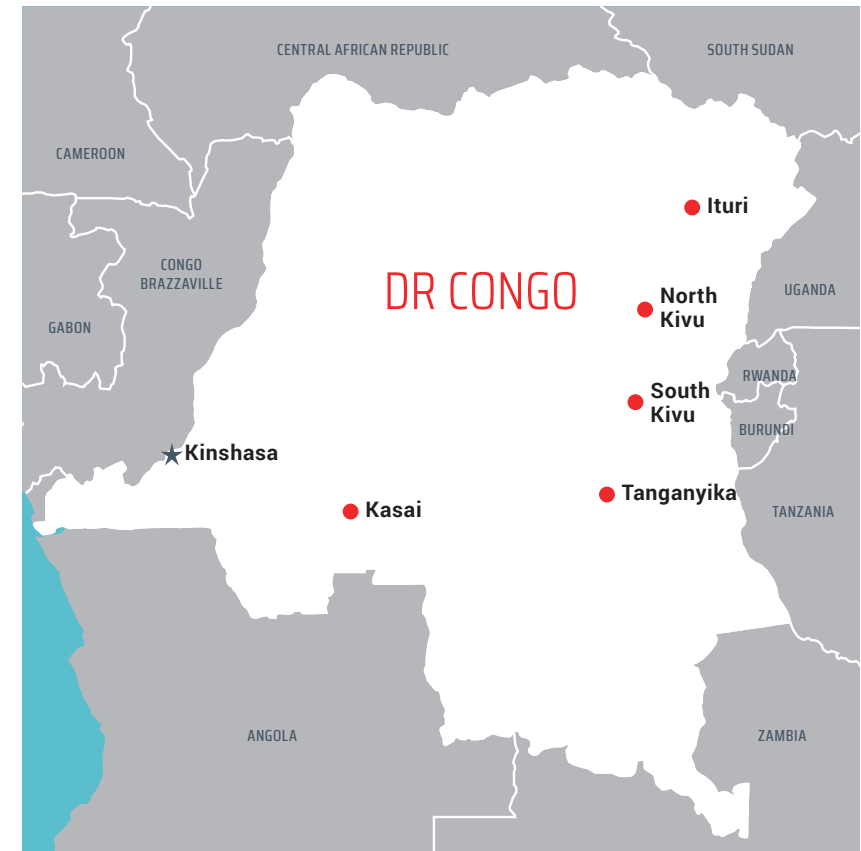 CENTRAL AFRICAN REPUBLIC
SOUTH SUDAN
CAMEROON
Ituri
CONGO
BRAZZAVILLE
DR CONGO
UGANDA
North
Kivu
GABON
RWANDA
South
Kivu
BURUNDI
Kinshasa
Tanganyika
Kasai
TANZANIA
ANGOLA
ZAMBIA